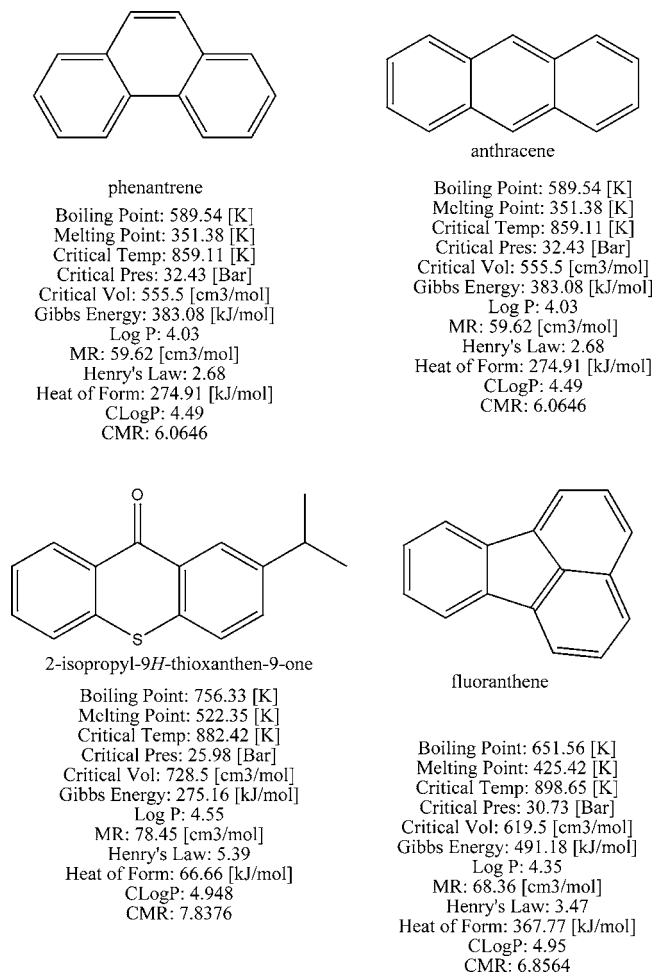 phenantrene
Boiling Point: 589.54 [K]
Melting Point: 351.38 [K]
Critical Temp: 859.11 [K]
Critical Pres: 32.43 [Bar]
Critical Vol: 555.5 [cm3/mol]
Gibbs Energy: 383.08 [kJ/mol]
Log P: 4.03
MR: 59.62 [cm3/mol]
Henry's Law: 2.68
Heat of Form: 274.91 [kJ/mol]
CLogP: 4.49
CMR: 6.0646
anthracene
Boiling Point: 589.54 [K]
Melting Point: 351.38 [K]
Critical Temp: 859.11 [K]
Critical Pres: 32.43 [Bar]
Critical Vol: 555.5 [cm3/mol]
Gibbs Energy: 383.08 [kJ/mol]
Log P: 4.03
MR: 59.62 [cm3/mol]
Henry's Law: 2.68
Heat of Form: 274.91 [kJ/mol]
CLogP: 4.49
CMR: 6.0646
O
S
2-isopropyl-9H-thioxanthen-9-one
Boiling Point: 756.33 [K]
Melting Point: 522.35 [K]
Critical Temp: 882.42 [K]
Critical Pres: 25.98 [Bar]
Critical Vol: 728.5 [cm3/mol]
Gibbs Energy: 275.16 [kJ/mol]
Log P: 4.55
MR: 78.45 [cm3/mol]
Henry's Law: 5.39
Heat of Form: 66.66 [kJ/mol]
CLogP: 4.948
CMR: 7.8376
fluoranthene
Boiling Point: 651.56 [K]
Melting Point: 425.42 [K]
Critical Temp: 898.65 [K]
Critical Pres: 30.73 [Bar]
Critical Vol: 619.5 [cm3/mol]
Gibbs Energy: 491.18 [kJ/mol]
Log P: 4.35
MR: 68.36 [cm3/mol]
Henry's Law: 3.47
Heat of Form: 367.77 [kJ/mol]
CLogP: 4.95
CMR: 6.8564